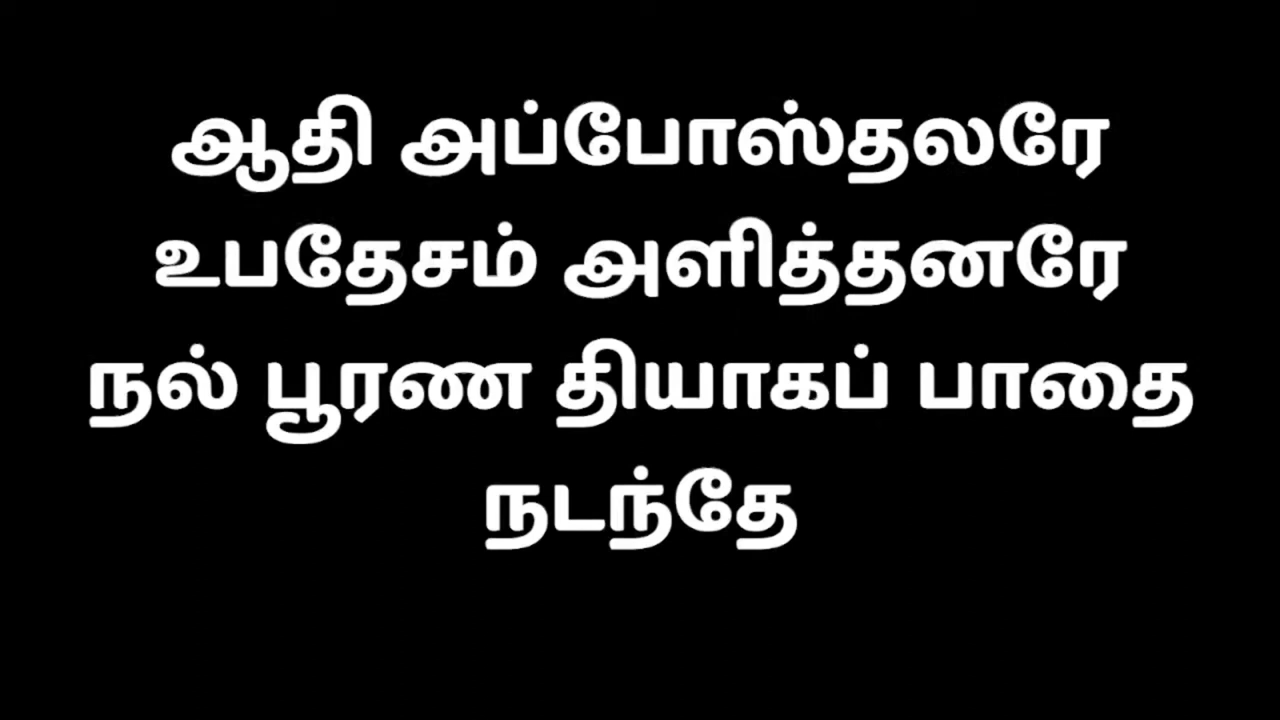 ஆதி அப்போஸ்தலரே
உபதேசம் அளித்தனரே
நல் பூரண தியாகப் பாதை
நடந்தே